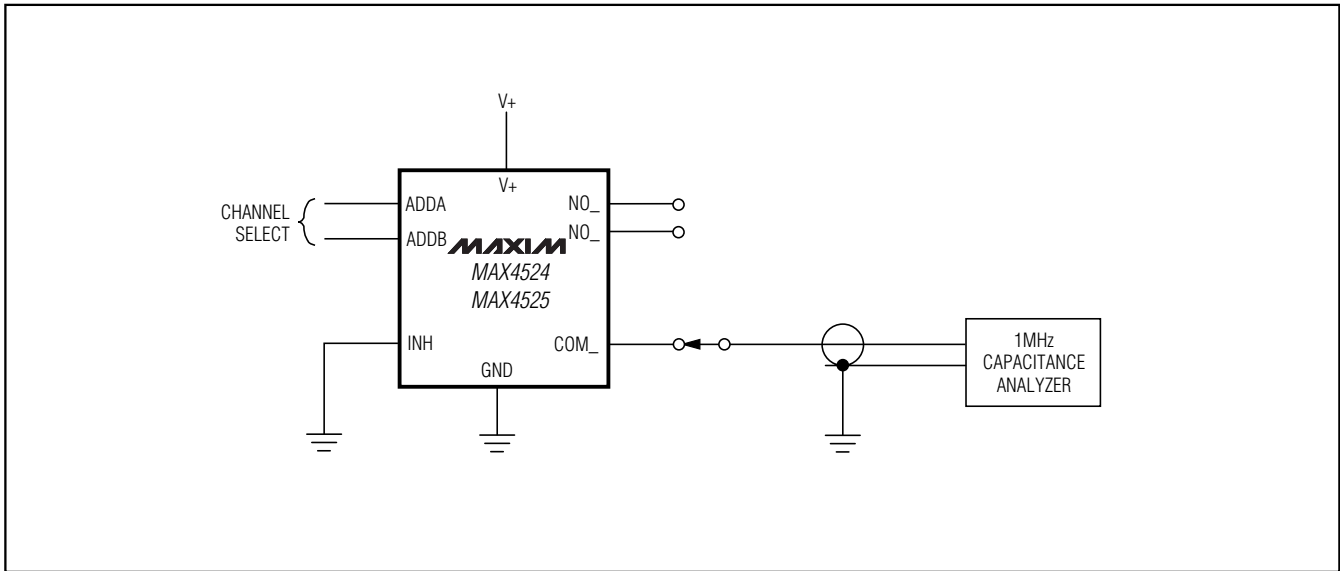 V+
V+
CHANNEL
SELECT
ADDA
NO_
ADDB
NO_
MAXIM
MAX4524
MAX4525
INH
COM_
GND
1MHz
CAPACITANCE
ANALYZER